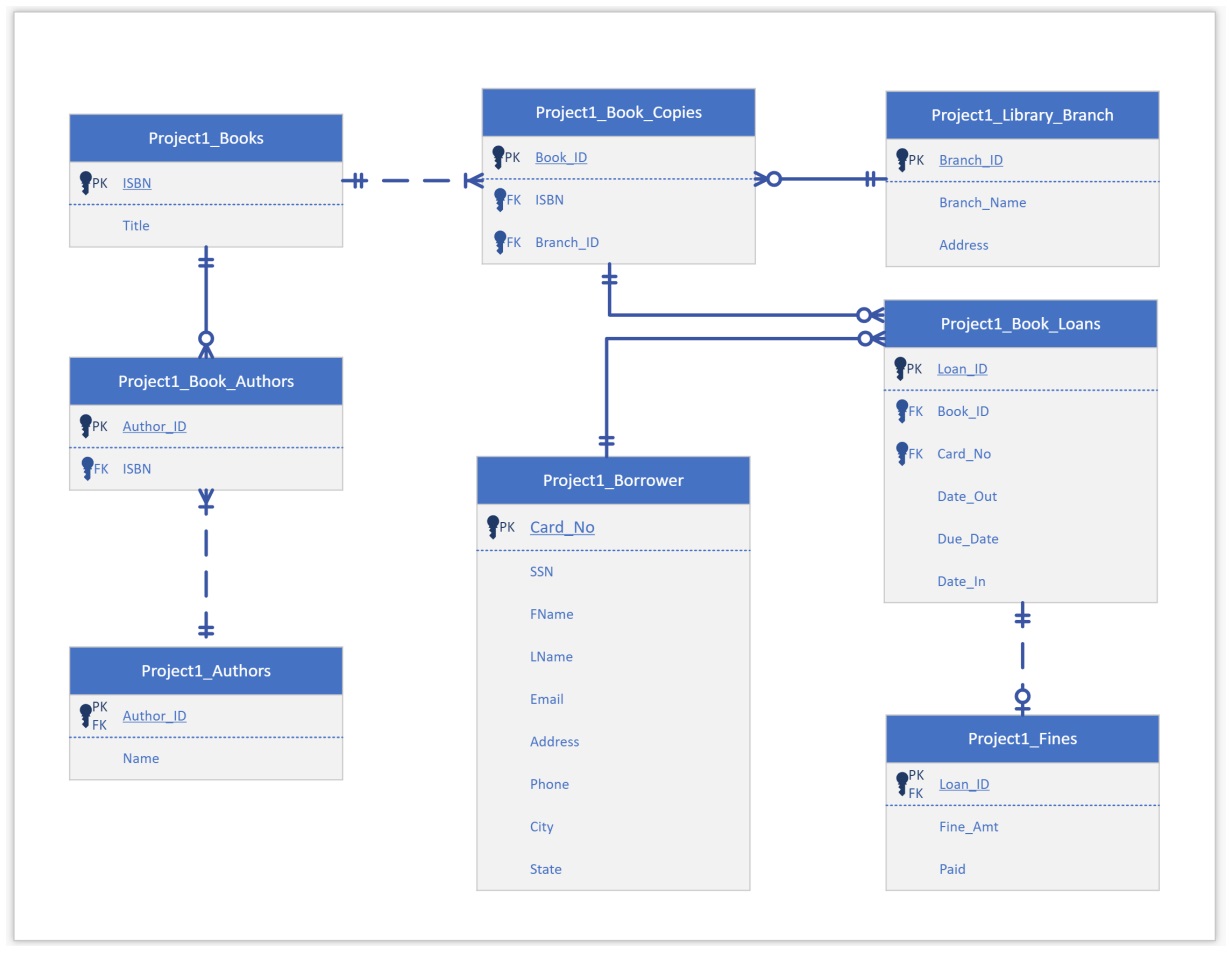 Project1_Books
PK ISBN
Title
Project1_Book_Copies
PK Book_ID
FK ISBN
FK Branch_ID
Project1_Library_Branch
PK Branch_ID
Branch_Name
Address
Project1_Book_Authors
PK Author_ID
FK ISBN
Project1_Book_Loans
PK Loan_ID
FK Book_ID
FK Card_No
Date_Out
Due_Date
Date_In
Project1_Borrower
PK Card_No
SSN
FName
LName
Email
Address
Phone
City
State
Project1_Authors
PK
FK Author_ID
Name
Project1_Fines
PK
FK Loan_ID
Fine_Amt
Paid